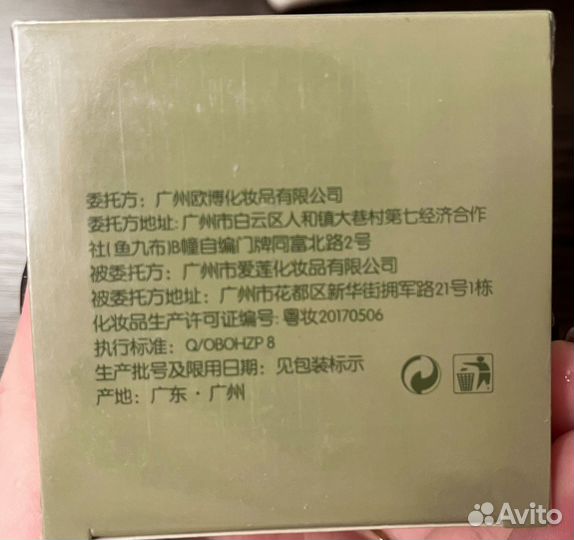 委托方：广州欧博化妆品有限公司
委托方地址:广州市白云区人和镇大巷村第七经济合作
社(鱼九布)B幢自编门牌同富北路2号
被委托方：广州市爱莲化妆品有限公司
被委托方地址：广州市花都区新华街拥军路21号1栋
化妆品生产许可证编号:粤妆20170506
执行标准：Q/OBOHZP 8
生产批号及限用日期：见包装标示
产地：广东·广州
Avito